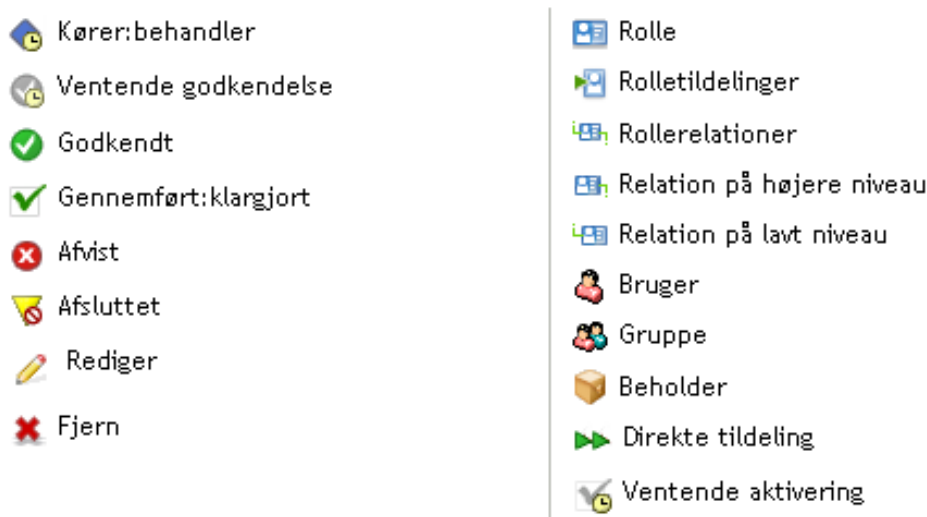 Kører:behandler
Ventende godkendelse
Godkendt
Gennemført:klargjort
Afvist
Afsluttet
Rediger
Fjern
Rolle
Rolletildelinger
Rollerelationer
Relation på højere niveau
Relation på lavt niveau
Bruger
Gruppe
Beholder
Direkte tildeling
Ventende aktivering